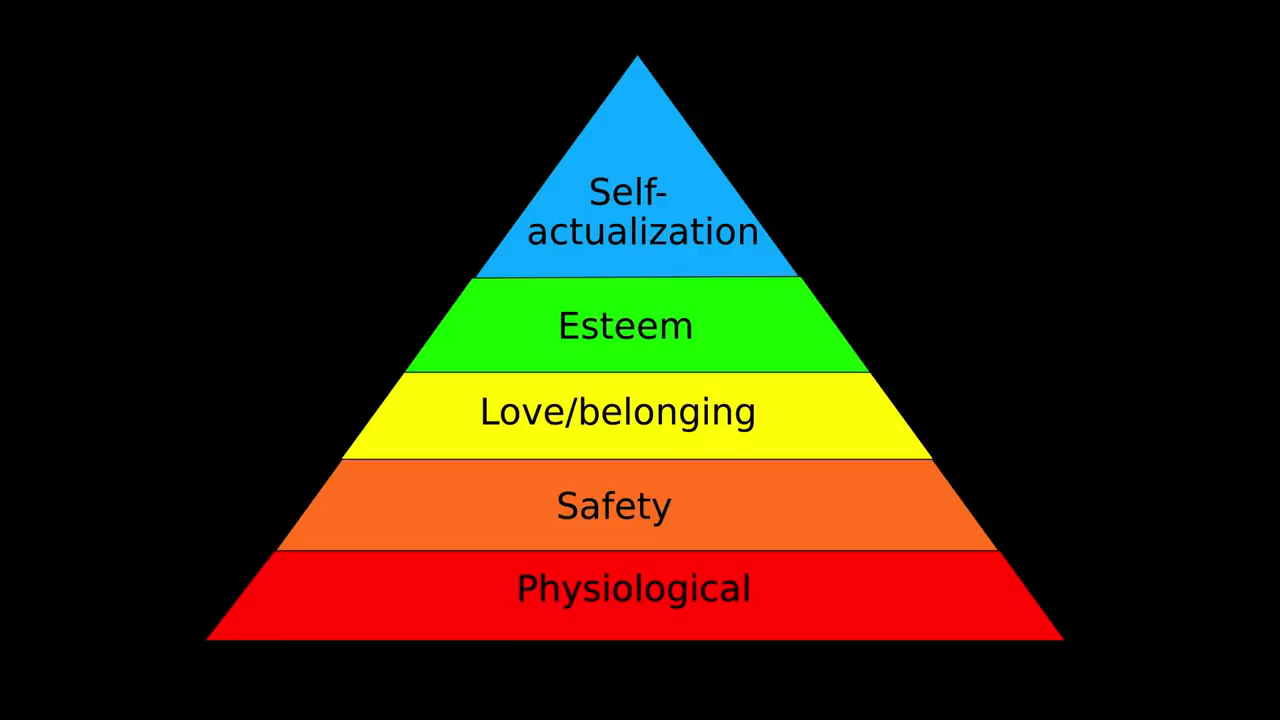 Self-
actualization
Esteem
Love/belonging
Safety
Physiological